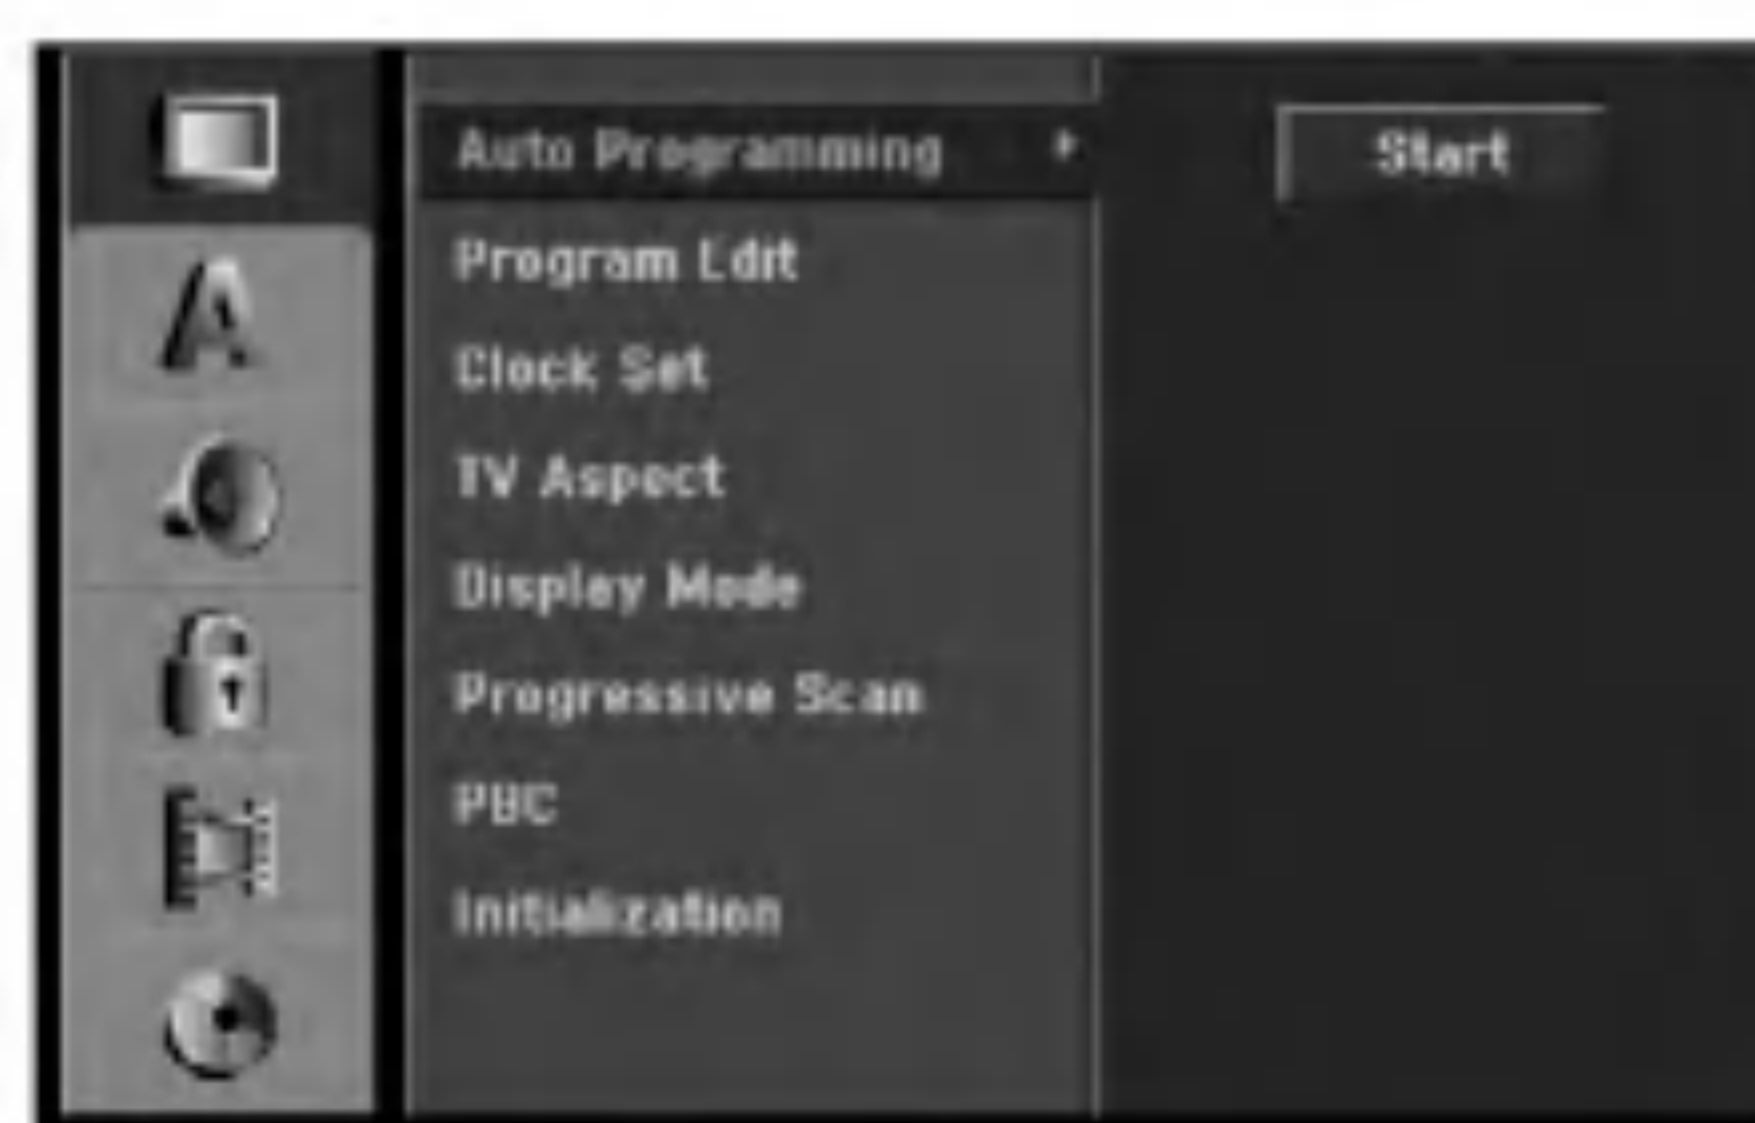 Auto Programming
Start
Program Edit
Clock Set
TV Aspect
Display Mode
Progressive Scan
PBC
Initialization